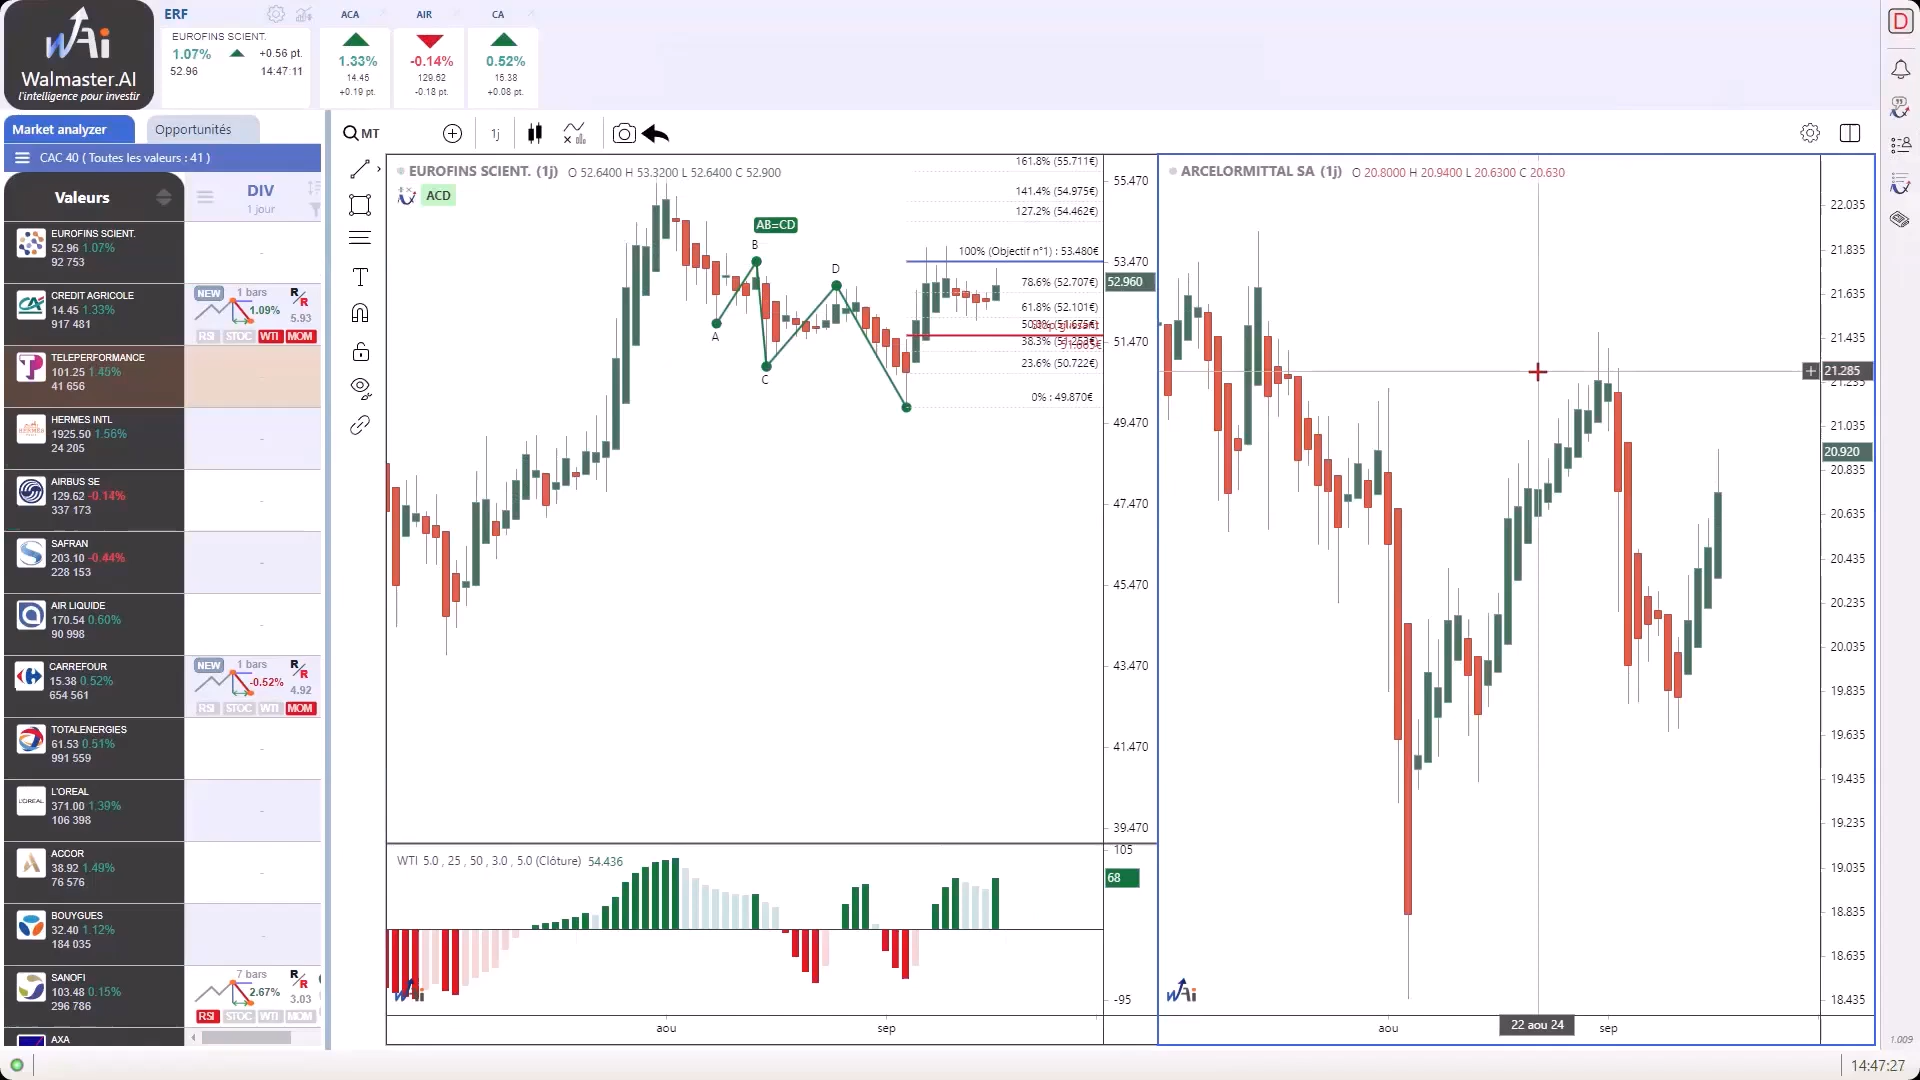 WAi
Walmaster.AI
l'intelligence pour investir
ERF
EUROFINS SCIENT.
1.07% +0.56 pt.
52.96 14:47:11
ACA
1.33%
14.45
+0.19 pt.
AIR
-0.14%
129.62
-0.18 pt.
CA
0.52%
15.38
+0.08 pt.
D
Market analyzer
Opportunités
CAC 40 ( Toutes les valeurs : 41 )
Valeurs
DIV
1 jour
EUROFINS SCIENT.
52.96 1.07%
92 753
-
CREDIT AGRICOLE
14.45 1.33%
917 481
NEW 1 bars R/R
1.09% 5.93
RSI STOC WTI MOM
TELEPERFORMANCE
101.25 1.45%
41 656
HERMES INTL
1925.50 1.56%
24 205
-
AIRBUS SE
129.62 -0.14%
337 173
-
SAFRAN
203.10 -0.44%
228 153
-
AIR LIQUIDE
170.54 0.60%
90 998
-
CARREFOUR
15.38 0.52%
654 561
NEW 1 bars R/R
-0.52% 4.92
RSI STOC WTI MOM
TOTALENERGIES
61.53 0.51%
991 559
-
L'OREAL
371.00 1.39%
106 398
-
ACCOR
38.92 1.49%
76 576
-
BOUYGUES
32.40 1.12%
184 035
-
SANOFI
103.48 0.15%
296 786
7 bars R/R
2.67% 3.03
RSI STOC WTI MOM
AXA
MT
1j
EUROFINS SCIENT. (1j) O 52.6400 H 53.3200 L 52.6400 C 52.900
ACD
AB=CD
A
B
C
D
161.8% (55.711€)
141.4% (54.975€)
127.2% (54.462€)
100% (Objectif n°1) : 53.480€
78.6% (52.707€)
61.8% (52.101€)
38.3% (51.253€)
23.6% (50.722€)
0% : 49.870€
55.470
53.470
52.960
51.470
49.470
47.470
45.470
43.470
41.470
39.470
WTI 5.0 , 25 , 50 , 3.0 , 5.0 (Clôture) 54.436
105
68
-95
WAi
aou
sep
ARCELORMITTAL SA (1j) O 20.8000 H 20.9400 L 20.6300 C 20.630
22.035
21.835
21.635
21.435
21.285
21.235
21.035
20.920
20.835
20.635
20.435
20.235
20.035
19.835
19.635
19.435
19.235
19.035
18.835
18.635
18.435
WAi
aou
22 aou 24
sep
1.009
14:47:27